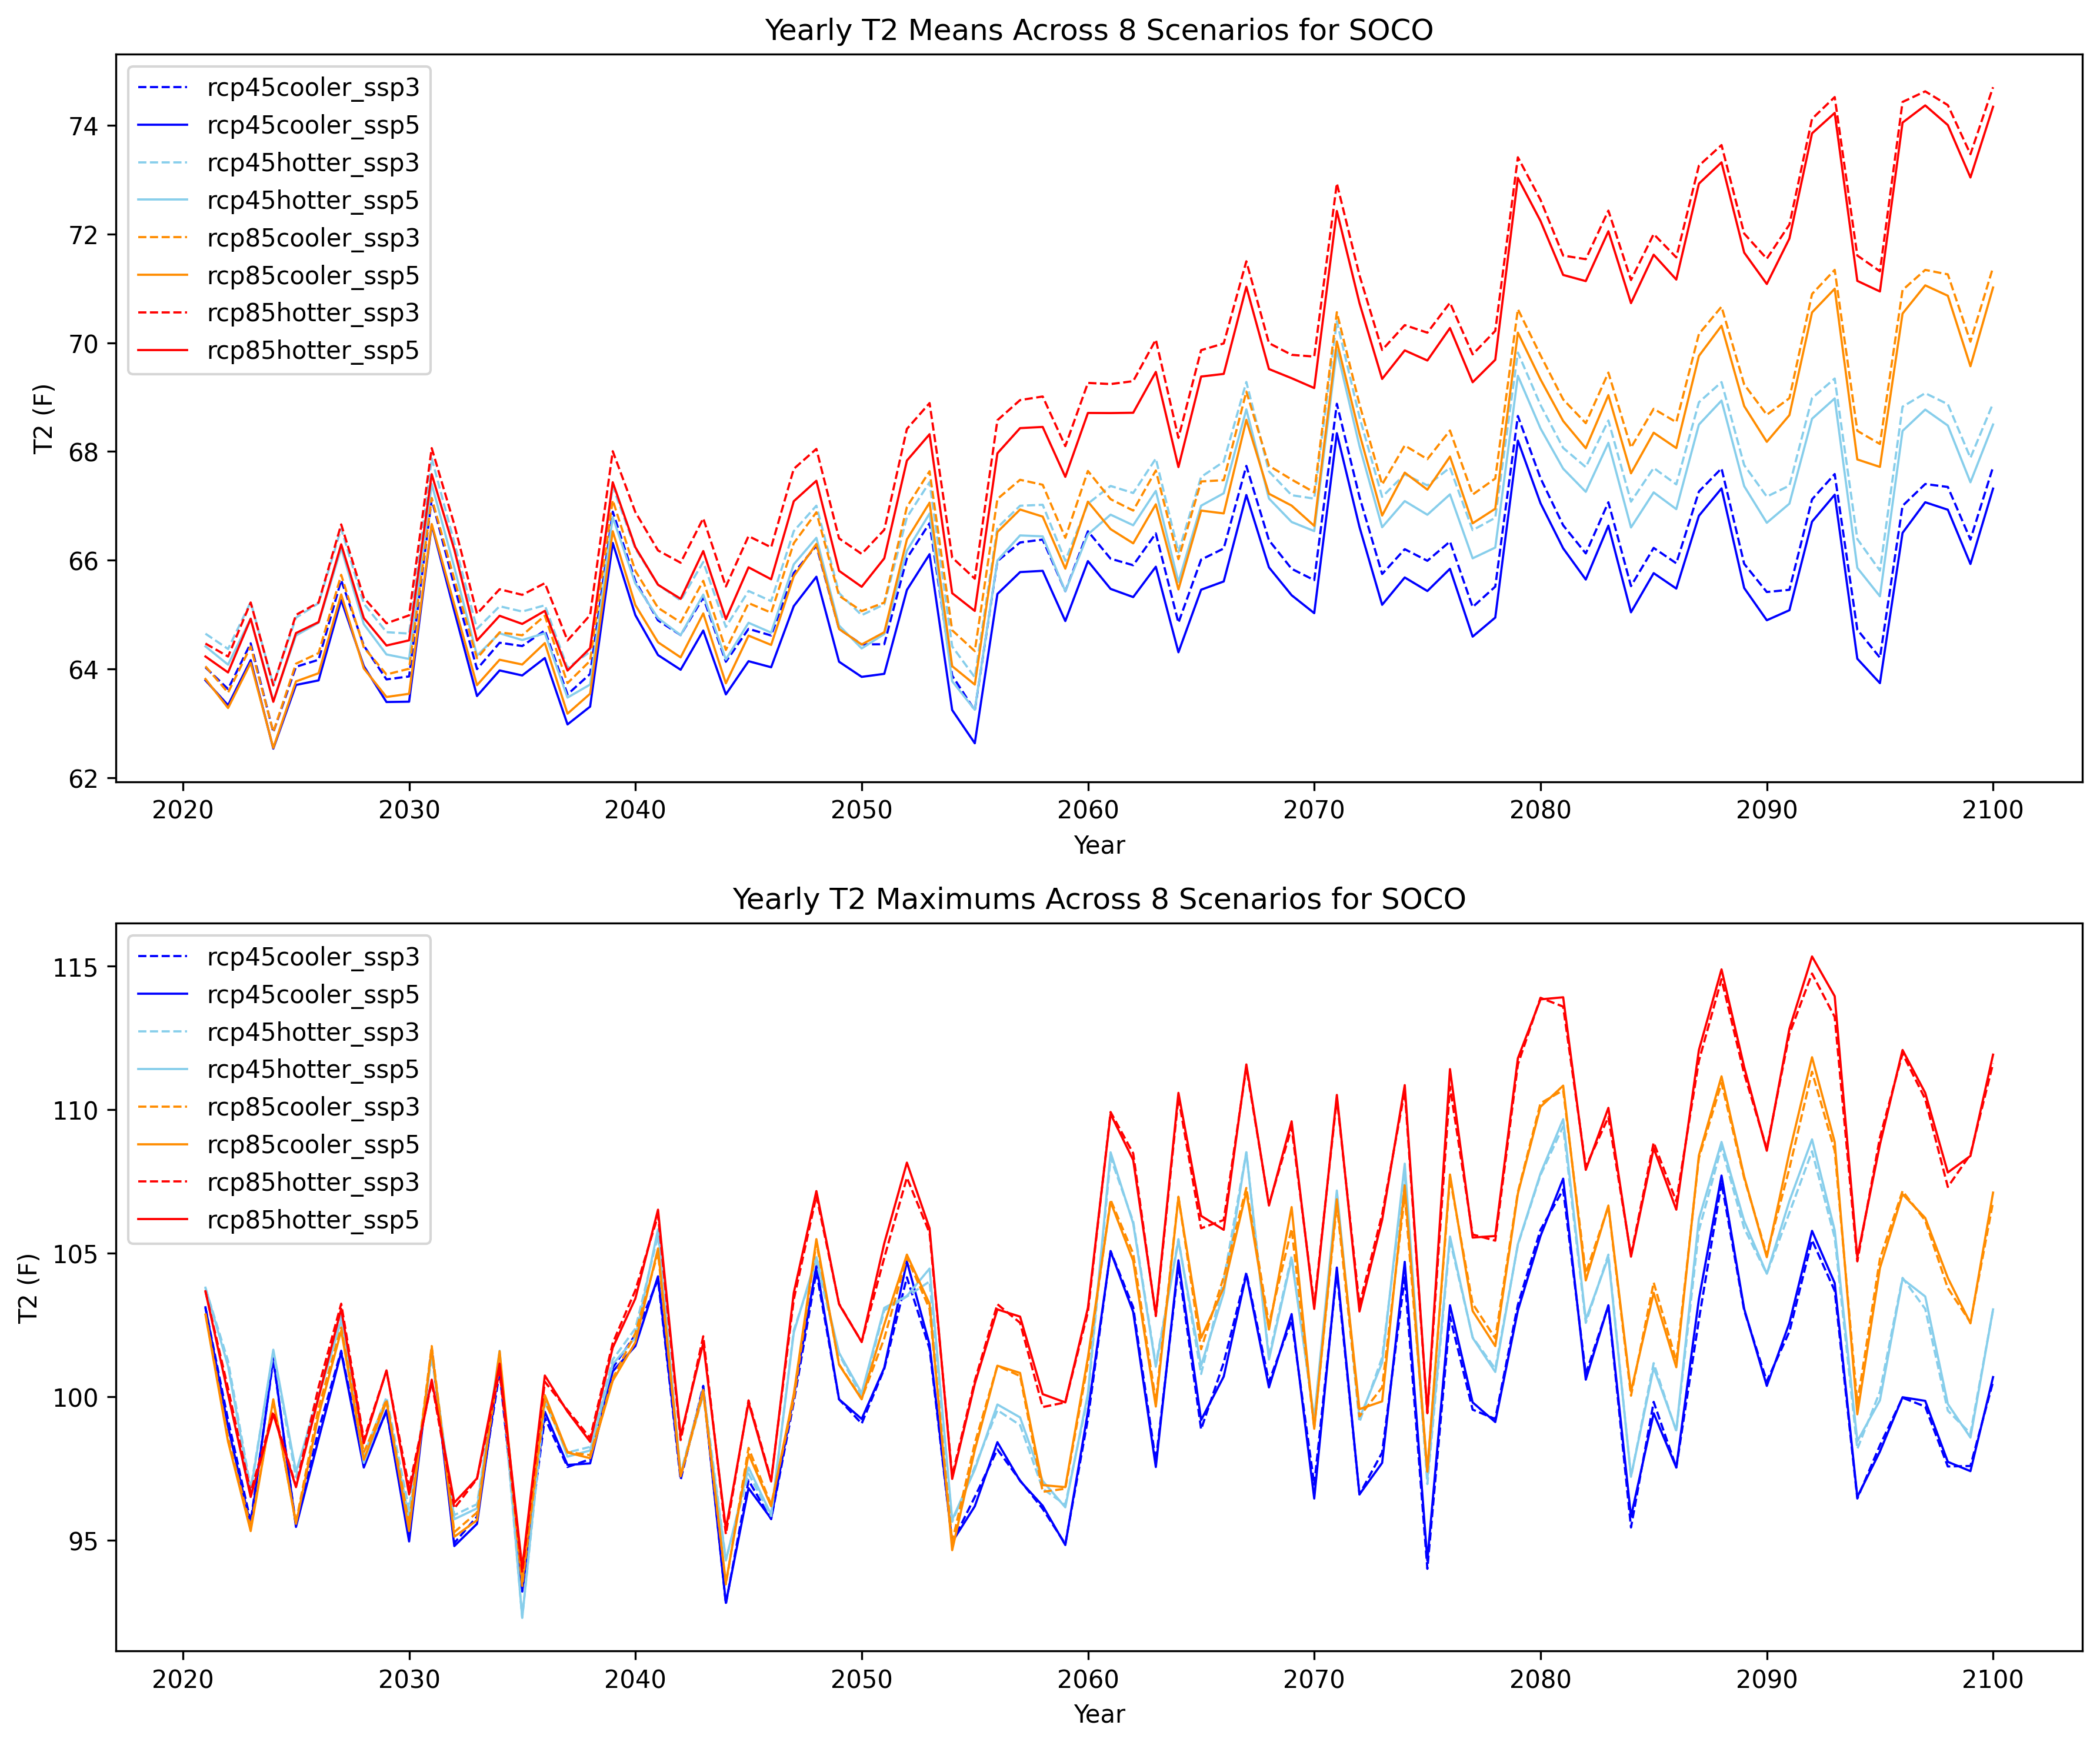 Yearly T2 Means Across 8 Scenarios for SOCO
rcp45cooler_ssp3
rcp45cooler_ssp5
rcp45hotter_ssp3
rcp45hotter_ssp5
rcp85cooler_ssp3
rcp85cooler_ssp5
rcp85hotter_ssp3
rcp85hotter_ssp5
74
72
70
68
66
64
62
T2 (F)
2020 2030 2040 2050 2060 2070 2080 2090 2100
Year
Yearly T2 Maximums Across 8 Scenarios for SOCO
rcp45cooler_ssp3
rcp45cooler_ssp5
rcp45hotter_ssp3
rcp45hotter_ssp5
rcp85cooler_ssp3
rcp85cooler_ssp5
rcp85hotter_ssp3
rcp85hotter_ssp5
115
110
105
100
95
T2 (F)
2020 2030 2040 2050 2060 2070 2080 2090 2100
Year